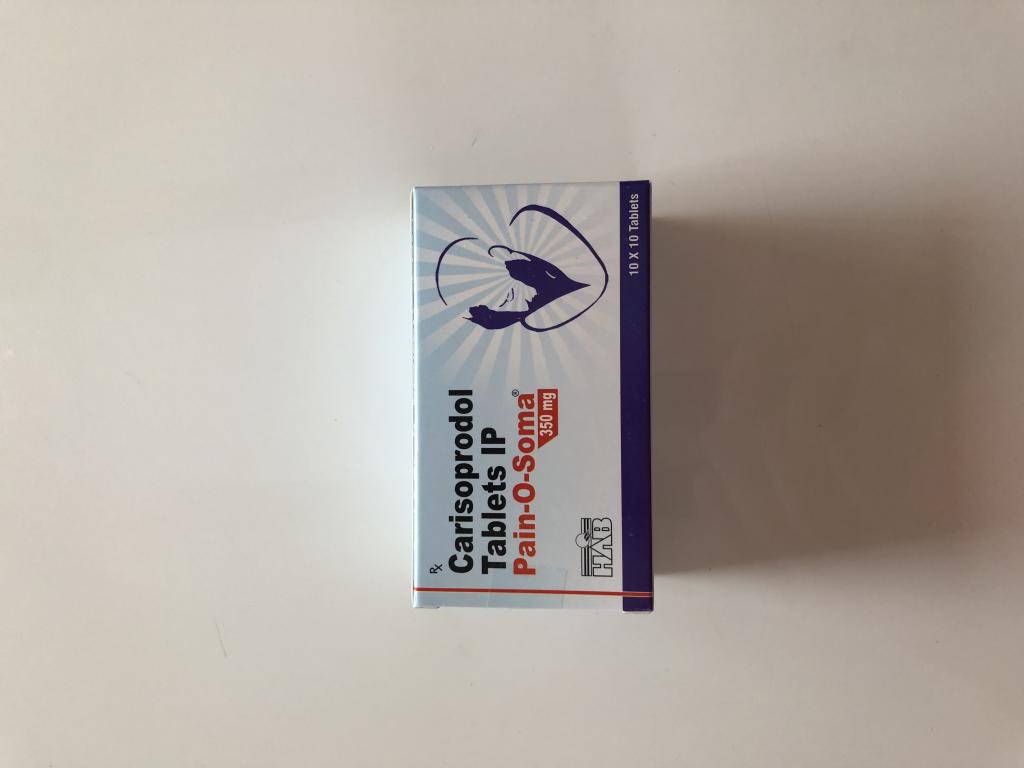 Rx
Carisoprodol
Tablets IP
Pain-O-Soma®
350 mg
HAB
10 X 10 Tablets